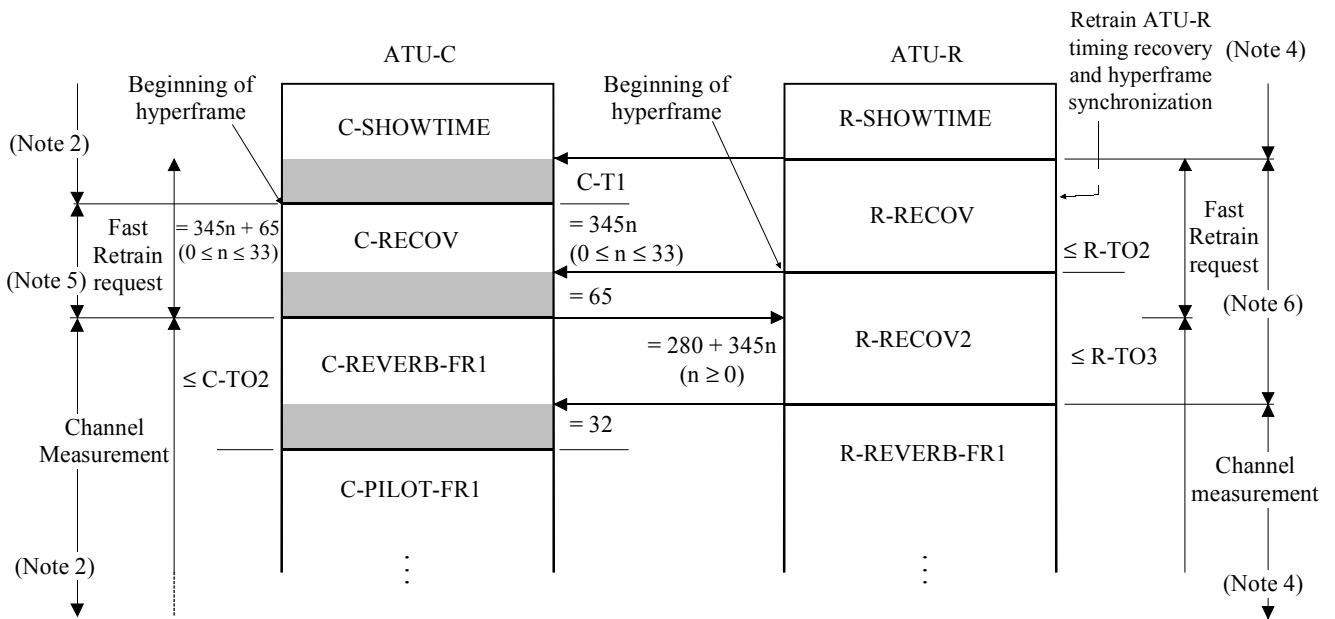 ATU-C
ATU-R
Retrain ATU-R
timing recovery
and hyperframe
synchronization
(Note 4)
Beginning of
hyperframe
Beginning of
hyperframe
(Note 2)
C-SHOWTIME
R-SHOWTIME
C-T1
= 345n
(0 ≤ n ≤ 33)
Fast
Retrain
request
= 345n + 65
(0 ≤ n ≤ 33)
C-RECOV
R-RECOV
≤ R-TO2
Fast
Retrain
request
(Note 5)
= 65
(Note 6)
C-REVERB-FR1
= 280 + 345n
(n ≥ 0)
R-RECOV2
≤ R-TO3
≤ C-TO2
Channel
Measurement
= 32
R-REVERB-FR1
Channel
measurement
C-PILOT-FR1
(Note 2)
(Note 4)